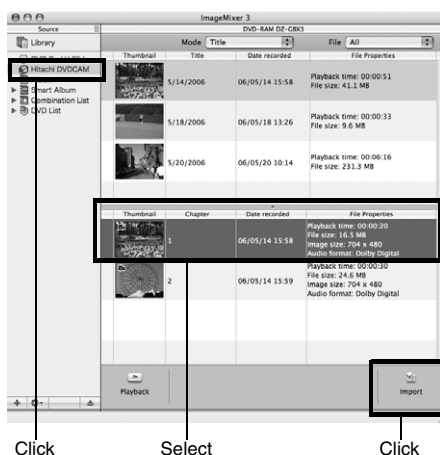 ImageMixer 3
Source
DVD-RAM DZ-GBX3
Library
Mode Title
File All
Thumbnail Title Date recorded File Properties
Hitachi DVDCAM
Smart Album
Combination List
DVD List
5/14/2006 06/05/14 15:58 Playback time: 00:00:51
File size: 41.1 MB
5/18/2006 06/05/18 13:26 Playback time: 00:00:33
File size: 9.6 MB
5/20/2006 06/05/20 10:14 Playback time: 00:06:16
File size: 231.3 MB
Thumbnail Chapter Date recorded File Properties
1 06/05/14 15:58 Playback time: 00:00:20
File size: 16.5 MB
Image size: 704 x 480
Audio format: Dolby Digital
2 06/05/14 15:59 Playback time: 00:00:30
File size: 24.6 MB
Image size: 704 x 480
Audio format: Dolby Digital
Playback
Import
Click Select Click